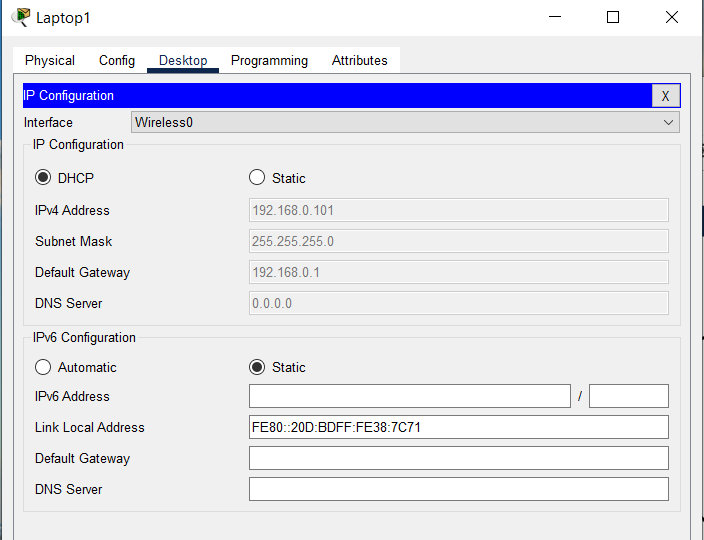 Laptop1
Physical Config Desktop Programming Attributes
IP Configuration X
Interface Wireless0
IP Configuration
DHCP Static
IPv4 Address 192.168.0.101
Subnet Mask 255.255.255.0
Default Gateway 192.168.0.1
DNS Server 0.0.0.0
IPv6 Configuration
Automatic Static
IPv6 Address /
Link Local Address FE80::20D:BDFF:FE38:7C71
Default Gateway
DNS Server